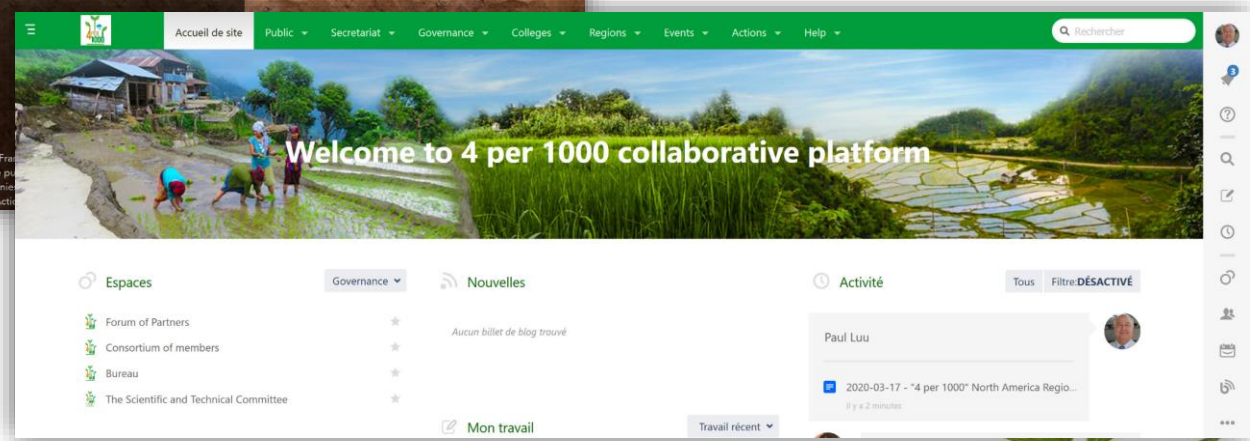 4 per 1000
Accueil de site Public Secretariat Governance Colleges Regions Events Actions Help Rechercher
3
Welcome to 4 per 1000 collaborative platform
Espaces Governance
Forum of Partners
Consortium of members
Bureau
The Scientific and Technical Committee
Nouvelles
Aucun billet de blog trouvé
Mon travail Travail récent
Activité Tous Filtre:DÉSACTIVÉ
Paul Luu
2020-03-17 - "4 per 1000" North America Regio...
il y a 2 minutes